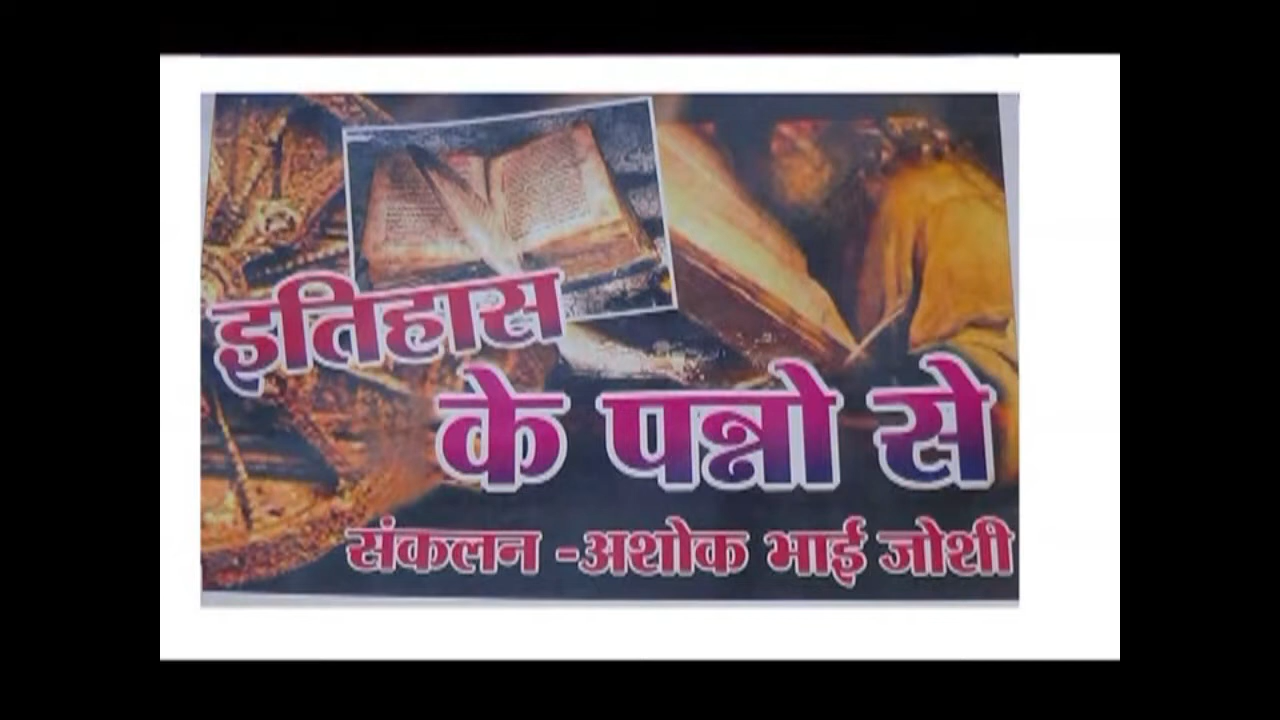 इतिहास
के पन्नो से
संकलन -अशोक भाई जोशी